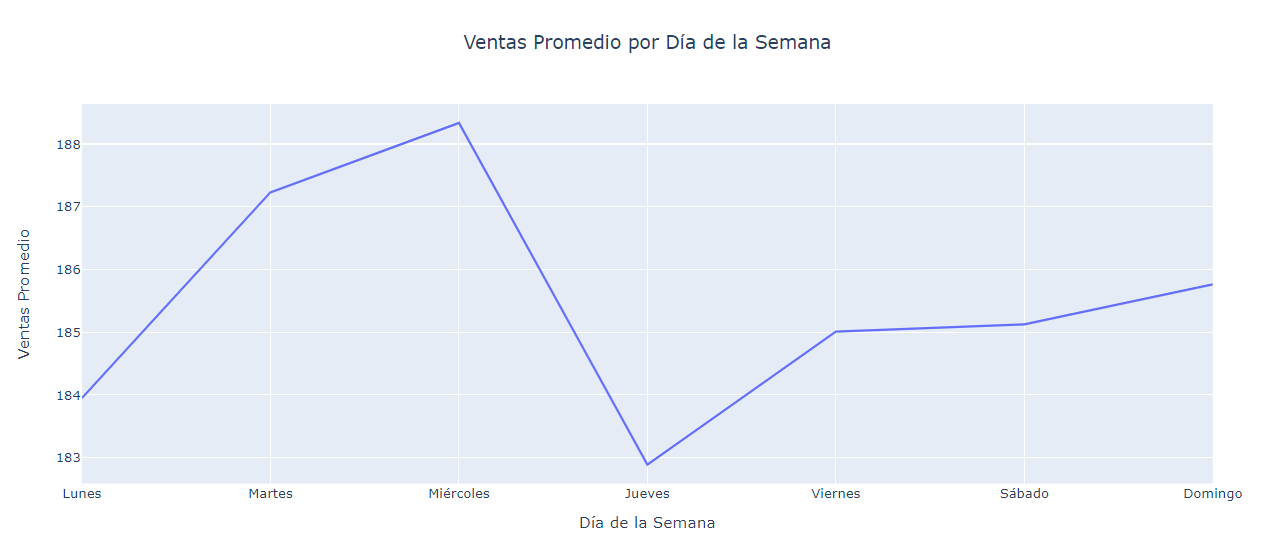 Ventas Promedio por Día de la Semana
Ventas Promedio
188
187
186
185
184
183
Lunes Martes Miércoles Jueves Viernes Sábado Domingo
Día de la Semana